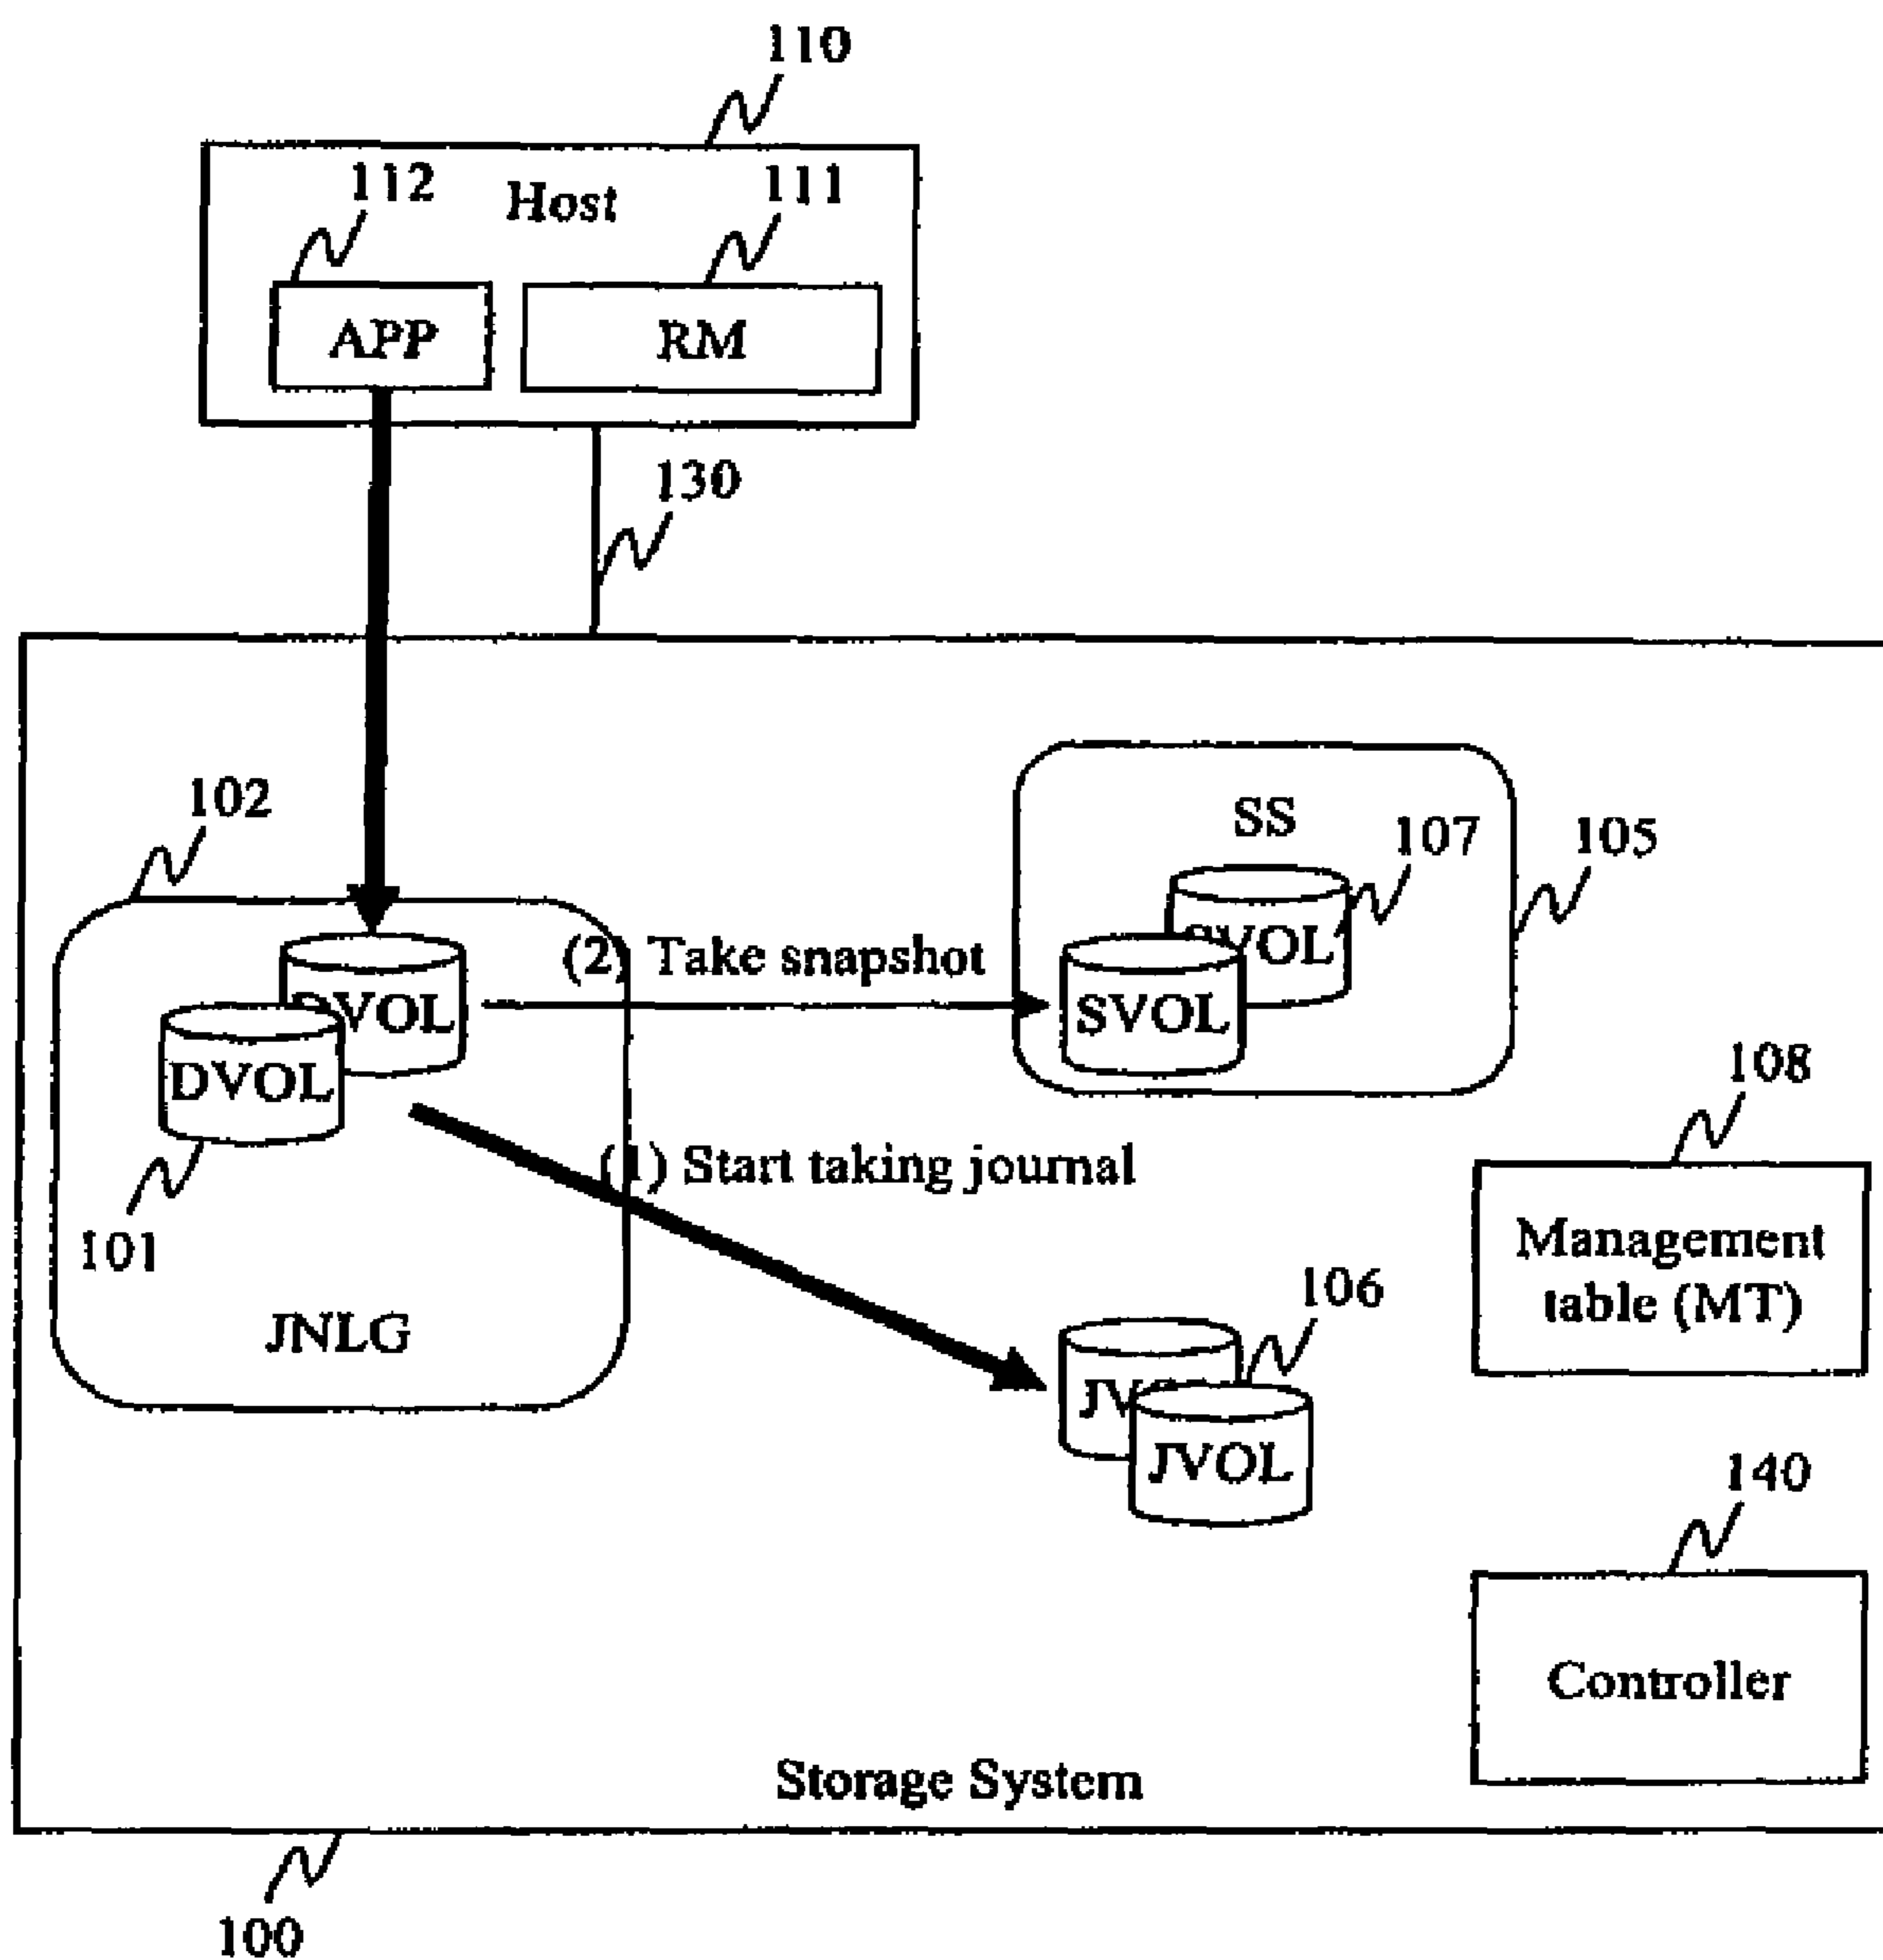 110
112
Host
111
APP
RM
130
102
SS
107
105
(2) Take snapshot
DVOL
SVOL
SVOL
DVOL
108
(1) Start taking journal
101
Management
table (MT)
106
JNLG
JVOL
140
Controller
Storage System
100